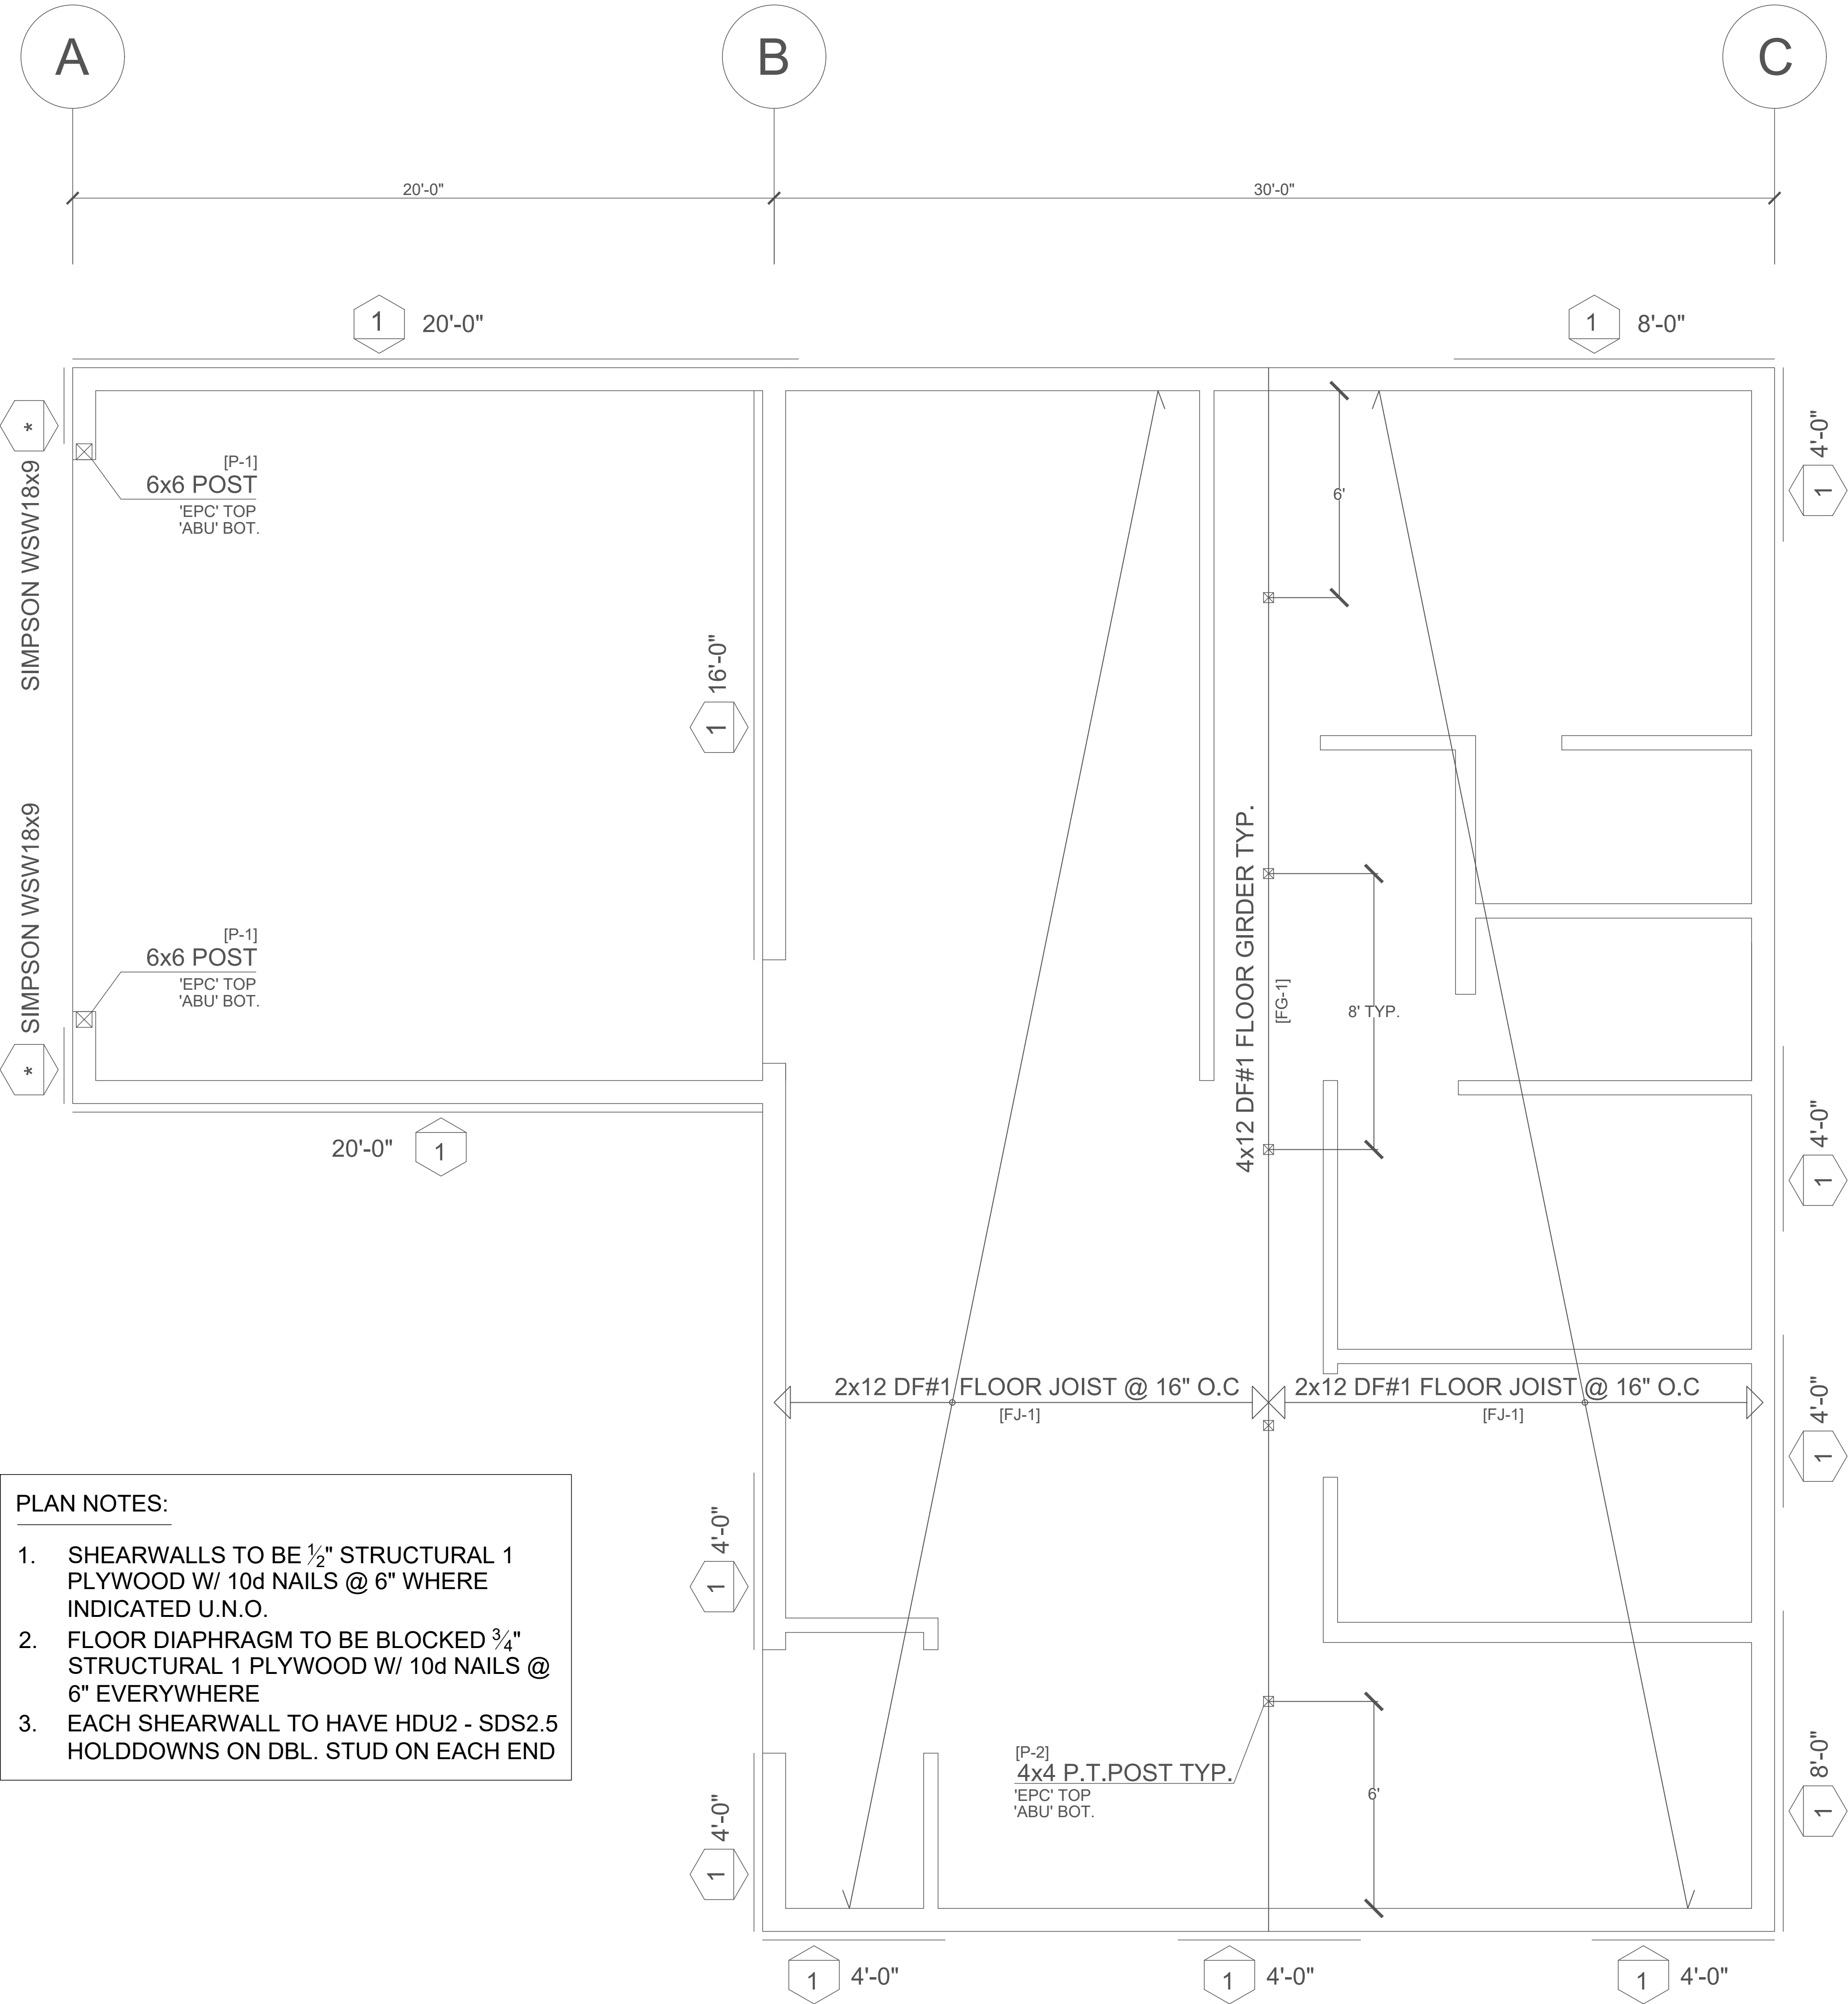 A
B
C
20'-0"
30'-0"
1
20'-0"
1
8'-0"
*
SIMPSON WSW18x9
[P-1]
6x6 POST
'EPC' TOP
'ABU' BOT.
6'
4'-0"
1
16'-0"
1
SIMPSON WSW18x9
*
[P-1]
6x6 POST
'EPC' TOP
'ABU' BOT.
4x12 DF#1 FLOOR GIRDER TYP.
[FG-1]
8' TYP.
20'-0"
1
4'-0"
1
2x12 DF#1 FLOOR JOIST @ 16" O.C
[FJ-1]
2x12 DF#1 FLOOR JOIST @ 16" O.C
[FJ-1]
4'-0"
1
PLAN NOTES:
1. SHEARWALLS TO BE ½" STRUCTURAL 1
PLYWOOD W/ 10d NAILS @ 6" WHERE
INDICATED U.N.O.
2. FLOOR DIAPHRAGM TO BE BLOCKED ¾"
STRUCTURAL 1 PLYWOOD W/ 10d NAILS @
6" EVERYWHERE
3. EACH SHEARWALL TO HAVE HDU2 - SDS2.5
HOLDDOWNS ON DBL. STUD ON EACH END
4'-0"
1
4'-0"
1
[P-2]
4x4 P.T.POST TYP.
'EPC' TOP
'ABU' BOT.
6'
8'-0"
1
1
4'-0"
1
4'-0"
1
4'-0"